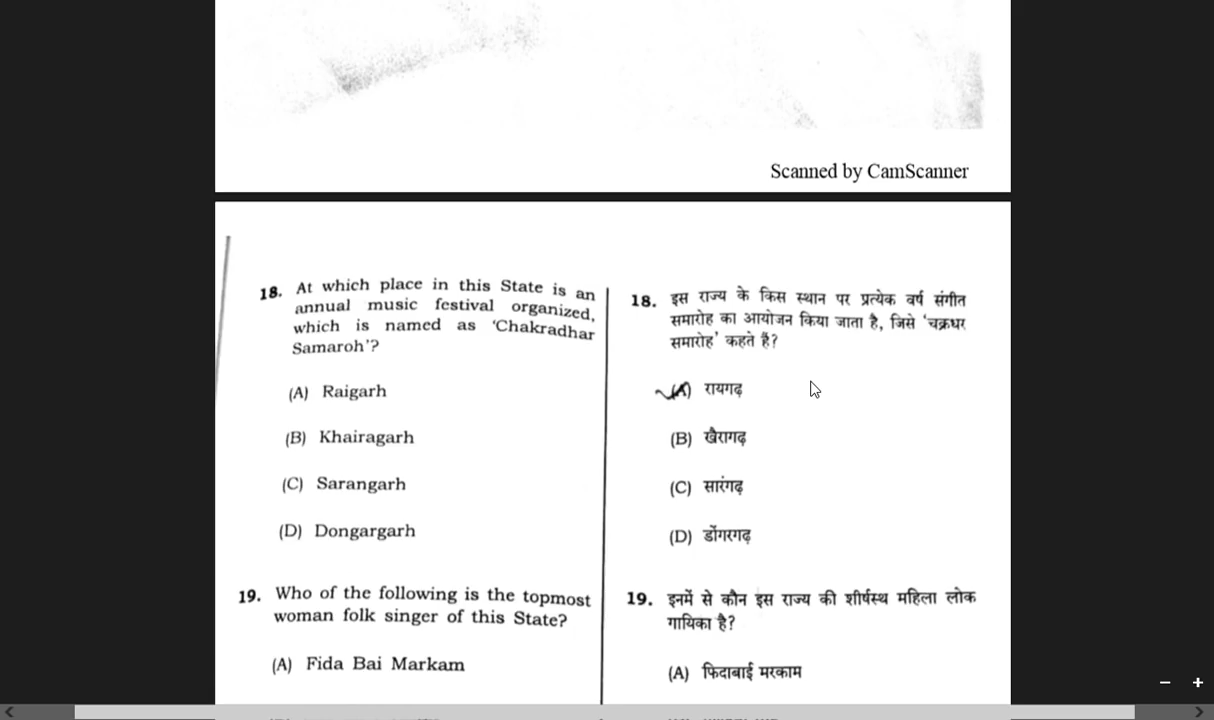 Scanned by CamScanner
18. At which place in this State is an
annual music festival organized,
which is named as 'Chakradhar
Samaroh'?
(A) Raigarh
(B) Khairagarh
(C) Sarangarh
(D) Dongargarh
19. Who of the following is the topmost
woman folk singer of this State?
(A) Fida Bai Markam
18. इस राज्य के किस स्थान पर प्रत्येक वर्ष संगीत
समारोह का आयोजन किया जाता है, जिसे 'चक्रधर
समारोह' कहते हैं?
(A) रायगढ़
(B) खैरागढ़
(C) सारंगढ़
(D) डोंगरगढ़
19. इनमें से कौन इस राज्य की शीर्षस्थ महिला लोक
गायिका है?
(A) फिदाबाई मरकाम